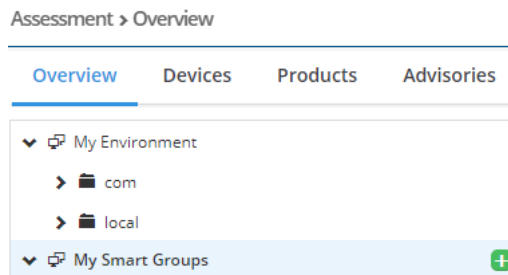 Assessment > Overview
Overview Devices Products Advisories
My Environment
com
local
My Smart Groups